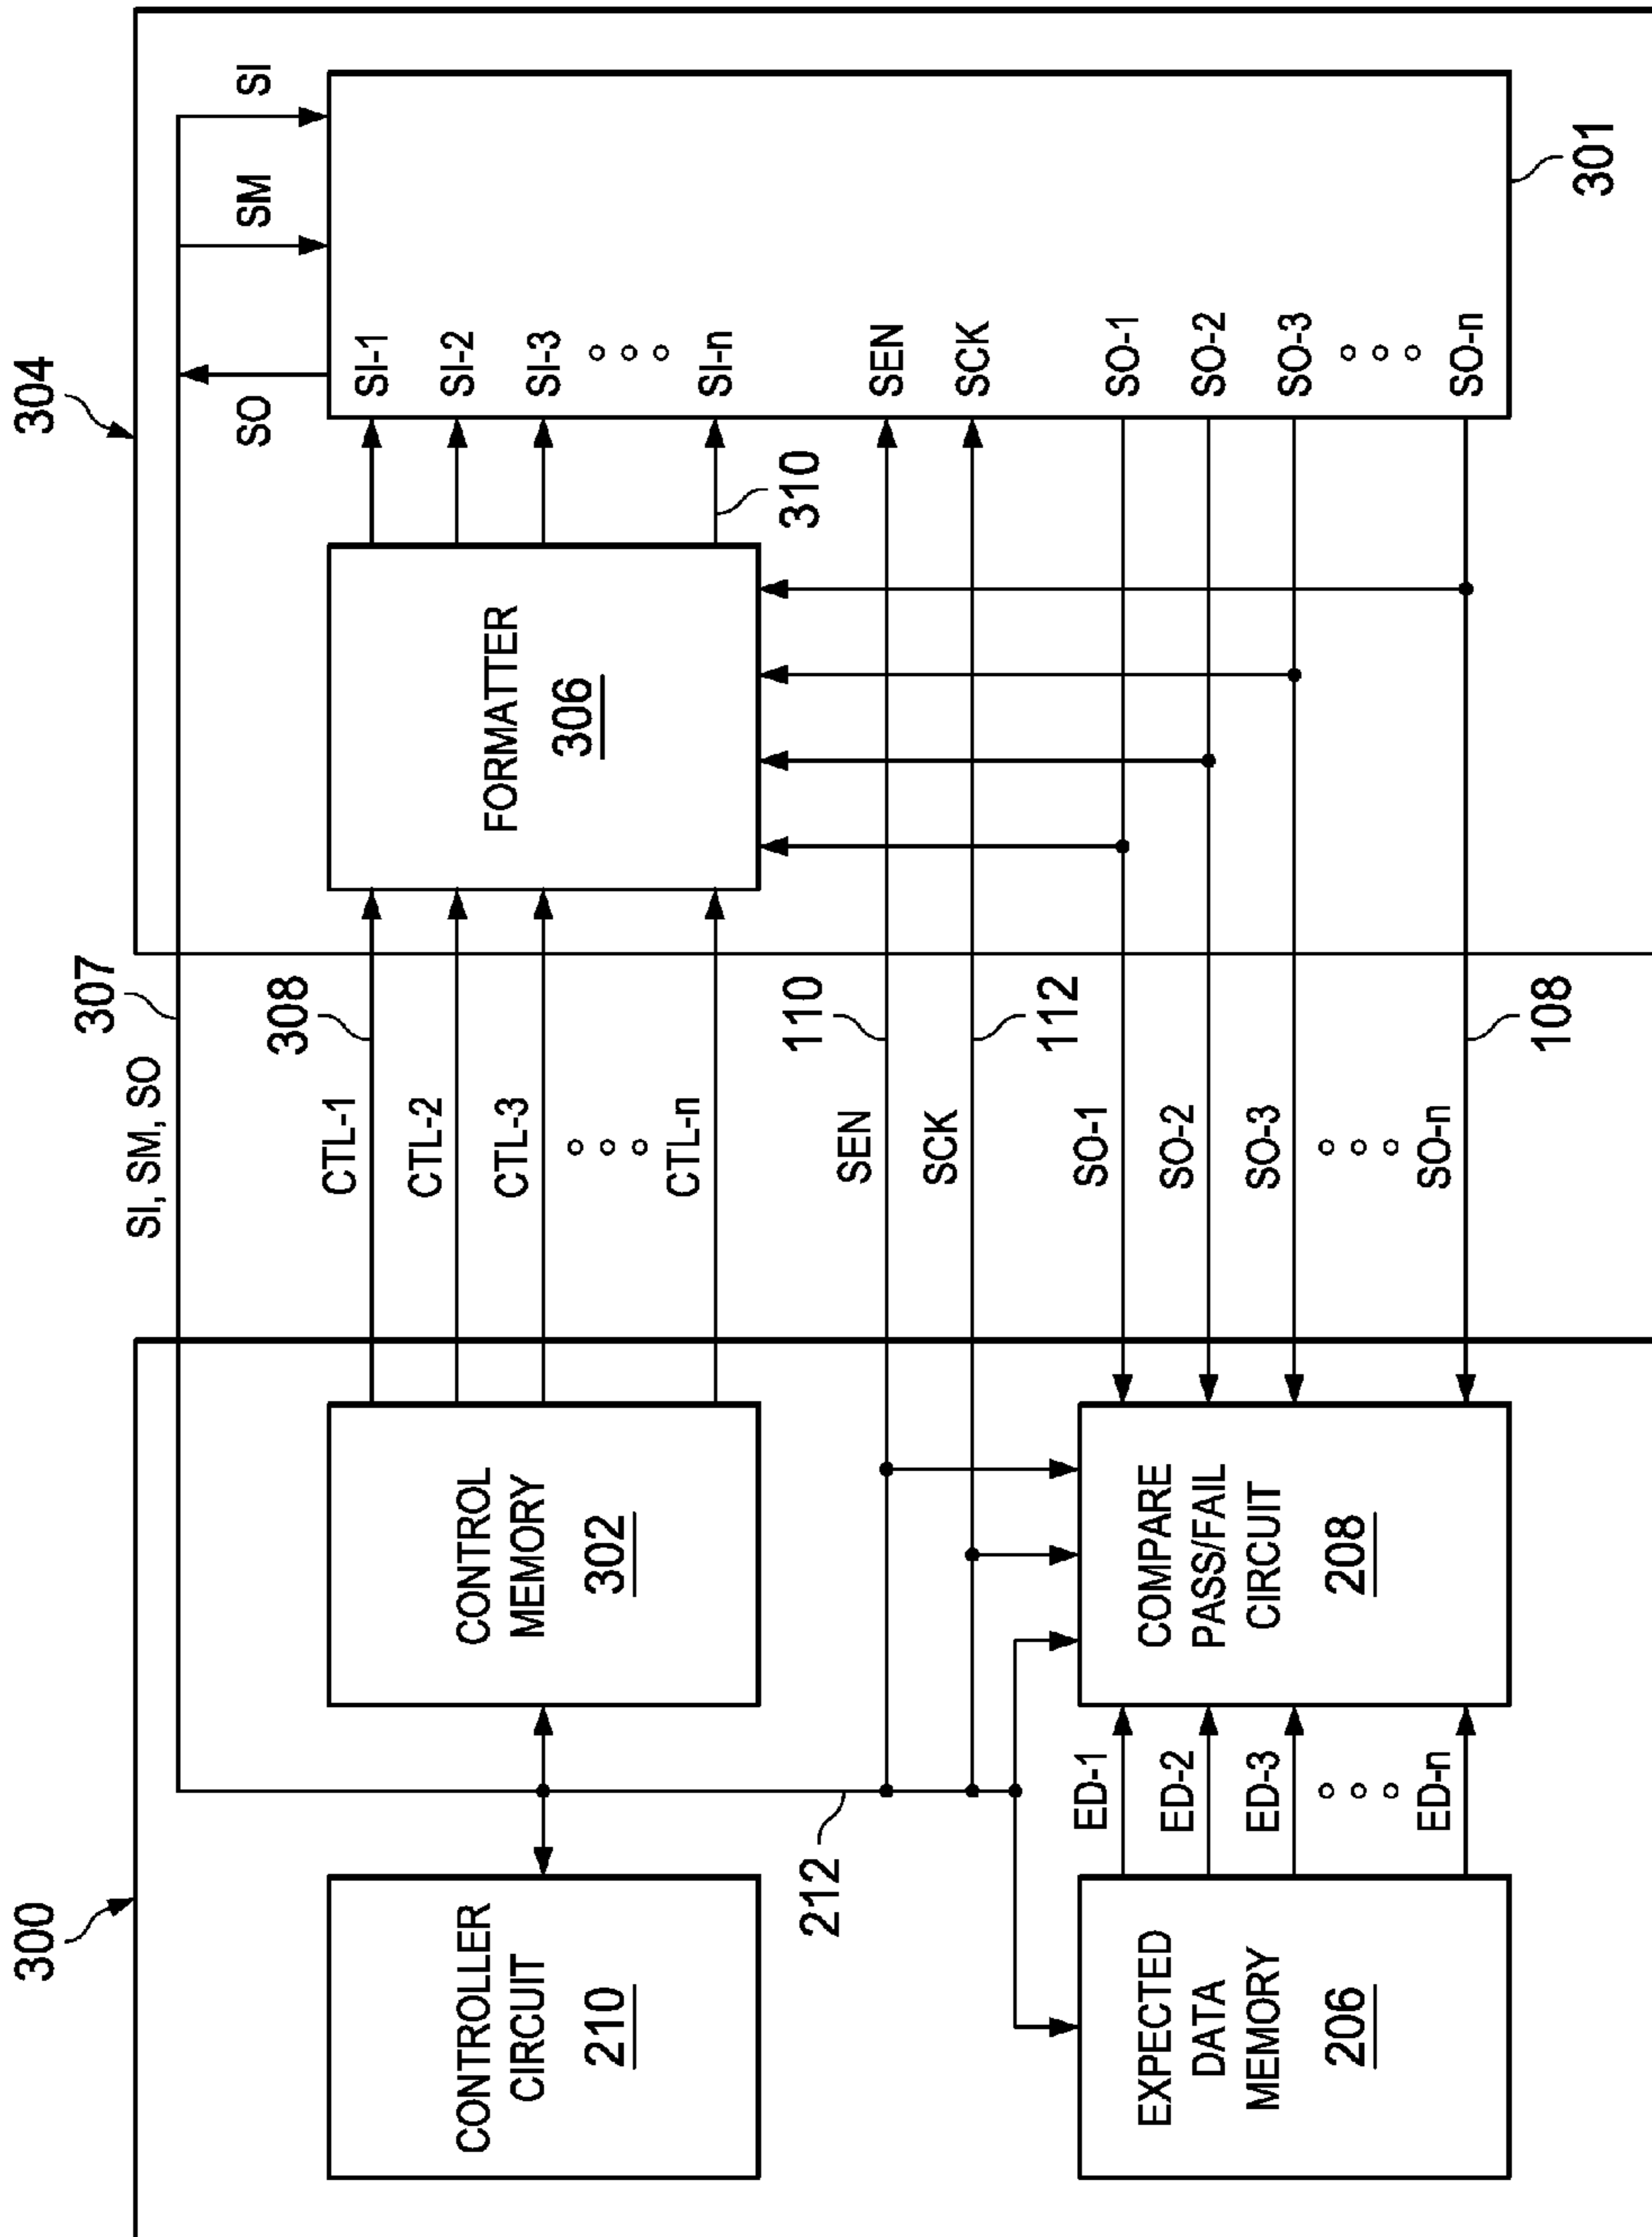 300
304
SI, SM, SO
307
SO
SM
SI
CONTROLLER
CIRCUIT
210
CONTROL
MEMORY
302
CTL-1
CTL-2
CTL-3
CTL-n
308
FORMATTER
306
310
SI-1
SI-2
SI-3
SI-n
212
SEN
110
SEN
SCK
112
SCK
EXPECTED
DATA
MEMORY
206
ED-1
ED-2
ED-3
ED-n
COMPARE
PASS/FAIL
CIRCUIT
208
SO-1
SO-2
SO-3
SO-n
108
SO-1
SO-2
SO-3
SO-n
301